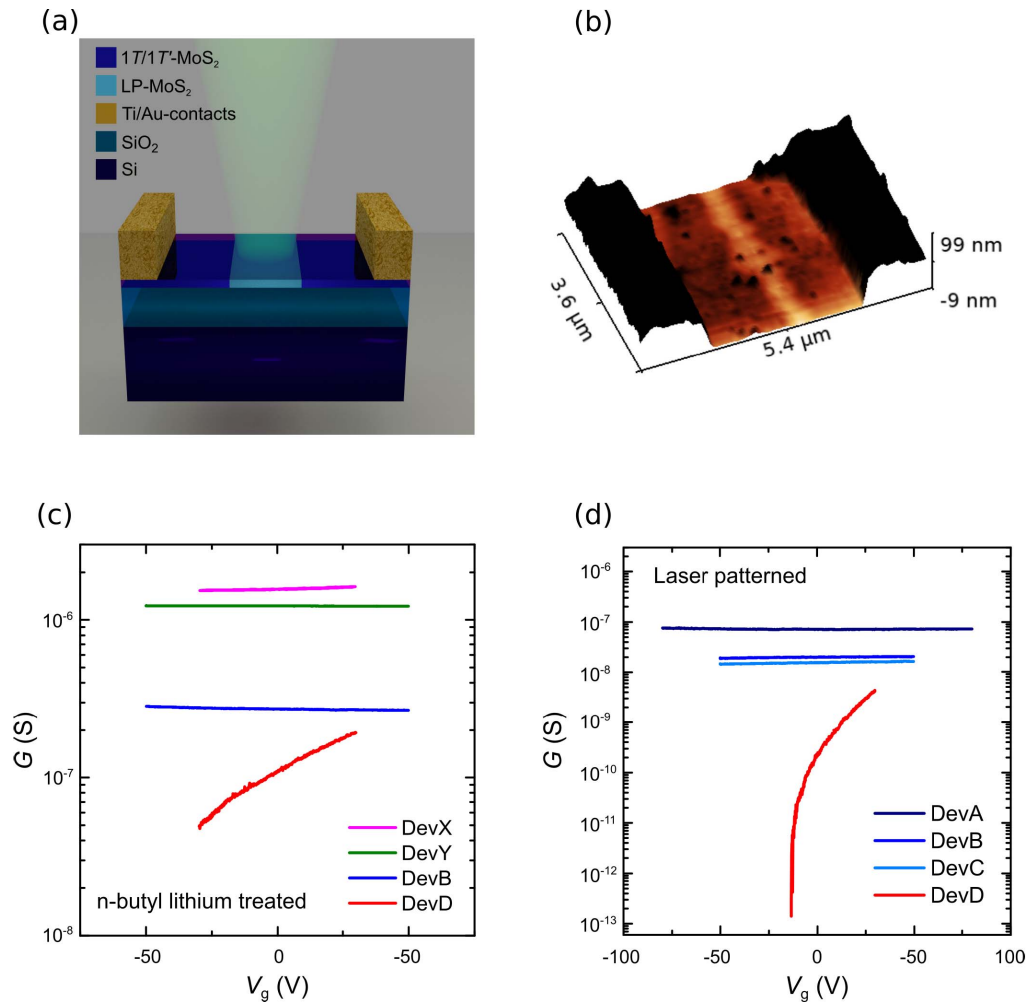 (a)
1T/1T'-MoS₂
LP-MoS₂
Ti/Au-contacts
SiO₂
Si
(b)
99 nm
-9 nm
3.6 µm
5.4 µm
(c)
10⁻⁶
10⁻⁷
10⁻⁸
G (S)
DevX
DevY
DevB
DevD
n-butyl lithium treated
-50 0 -50
V_g (V)
(d)
Laser patterned
10⁻⁶
10⁻⁷
10⁻⁸
10⁻⁹
10⁻¹⁰
10⁻¹¹
10⁻¹²
10⁻¹³
G (S)
DevA
DevB
DevC
DevD
-100 -50 0 -50 100
V_g (V)